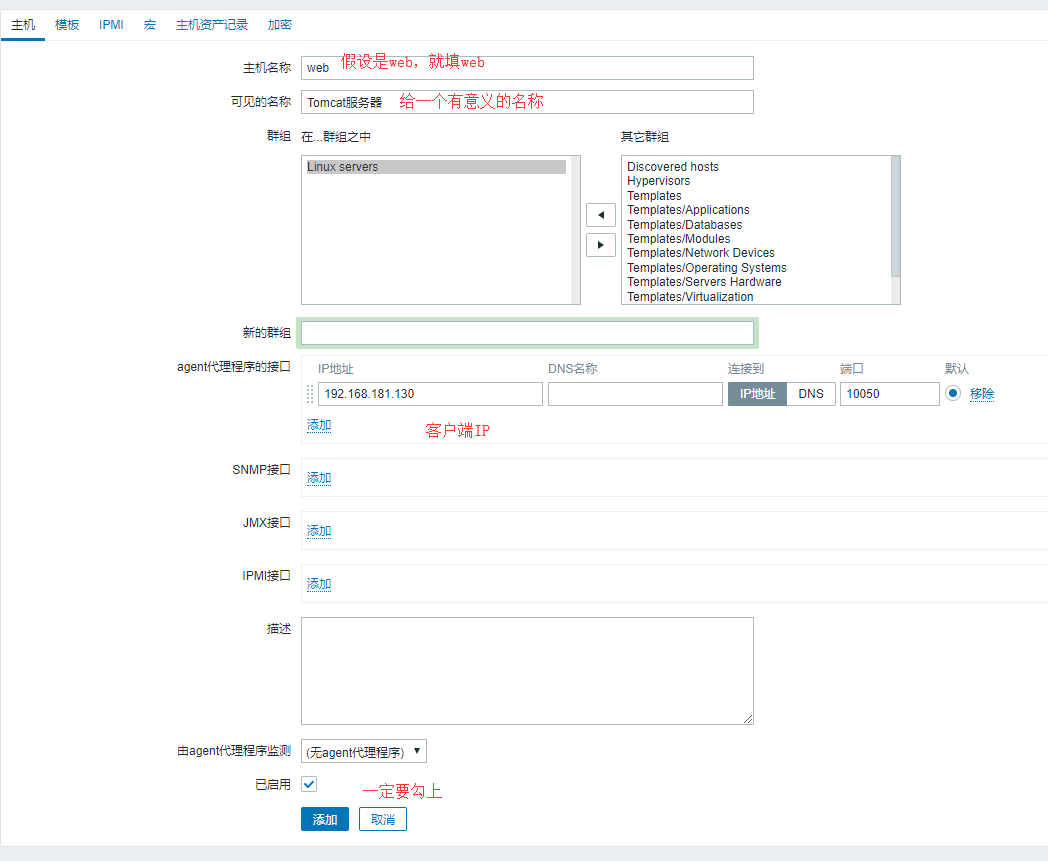 主机 模板 IPMI 宏 主机资产记录 加密
主机名称 web 假设是web, 就填web
可见的名称 Tomcat服务器 给一个有意义的名称
群组 在...群组之中 其它群组
Linux servers
Discovered hosts
Hypervisors
Templates
Templates/Applications
Templates/Databases
Templates/Modules
Templates/Network Devices
Templates/Operating Systems
Templates/Servers Hardware
Templates/Virtualization
新的群组
agent代理程序的接口 IP地址 DNS名称 连接到 端口 默认
192.168.181.130 IP地址 DNS 10050 移除
添加 客户端IP
SNMP接口 添加
JMX接口 添加
IPMI接口 添加
描述
由agent代理程序监测 (无agent代理程序)
已启用 一定要勾上
添加 取消